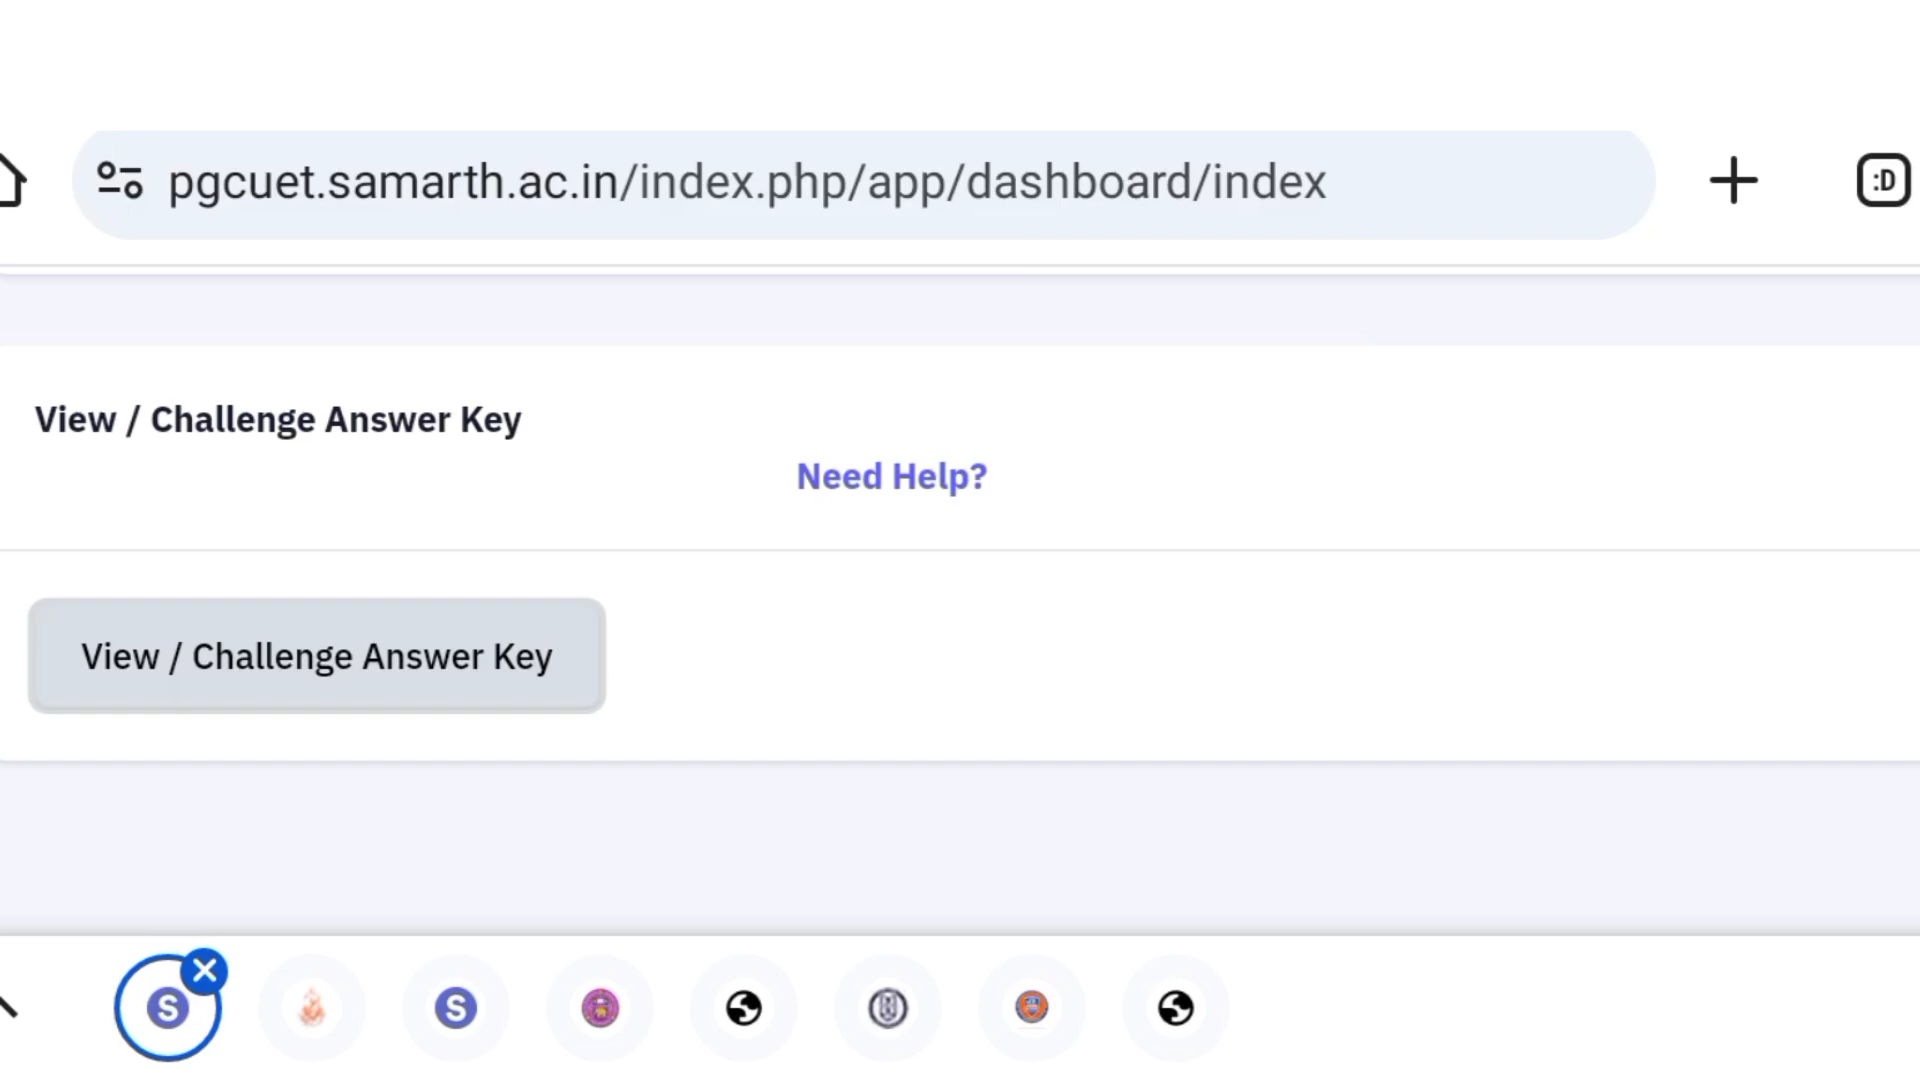 pgcuet.samarth.ac.in/index.php/app/dashboard/index
:D
View / Challenge Answer Key
Need Help?
View / Challenge Answer Key
S
S